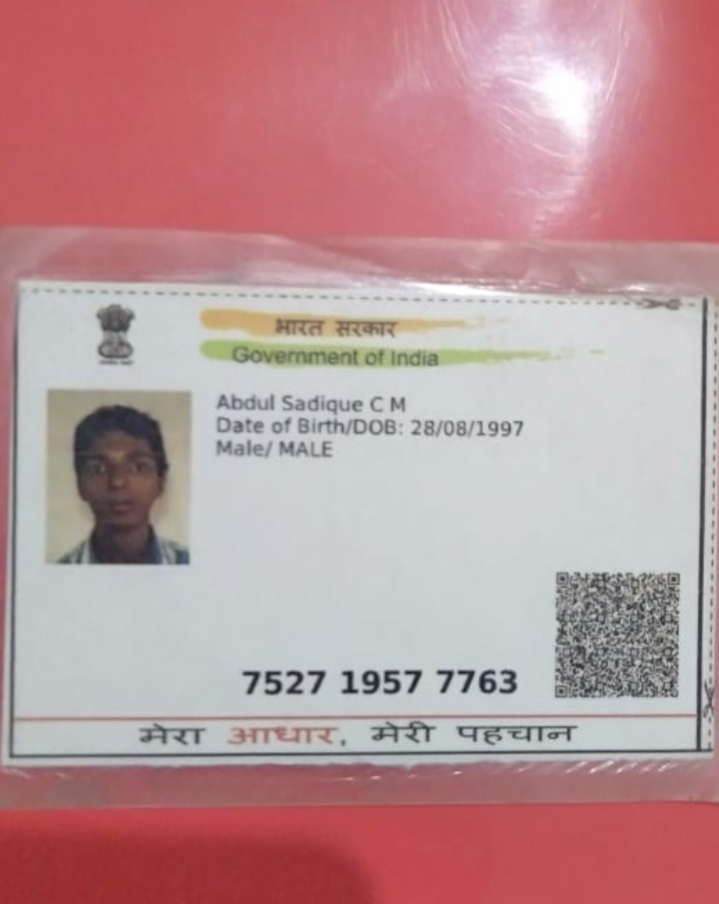 भारत सरकार
Government of India
Abdul Sadique C M
Date of Birth/DOB: 28/08/1997
Male/ MALE
7527 1957 7763
मेरा आधार, मेरी पहचान